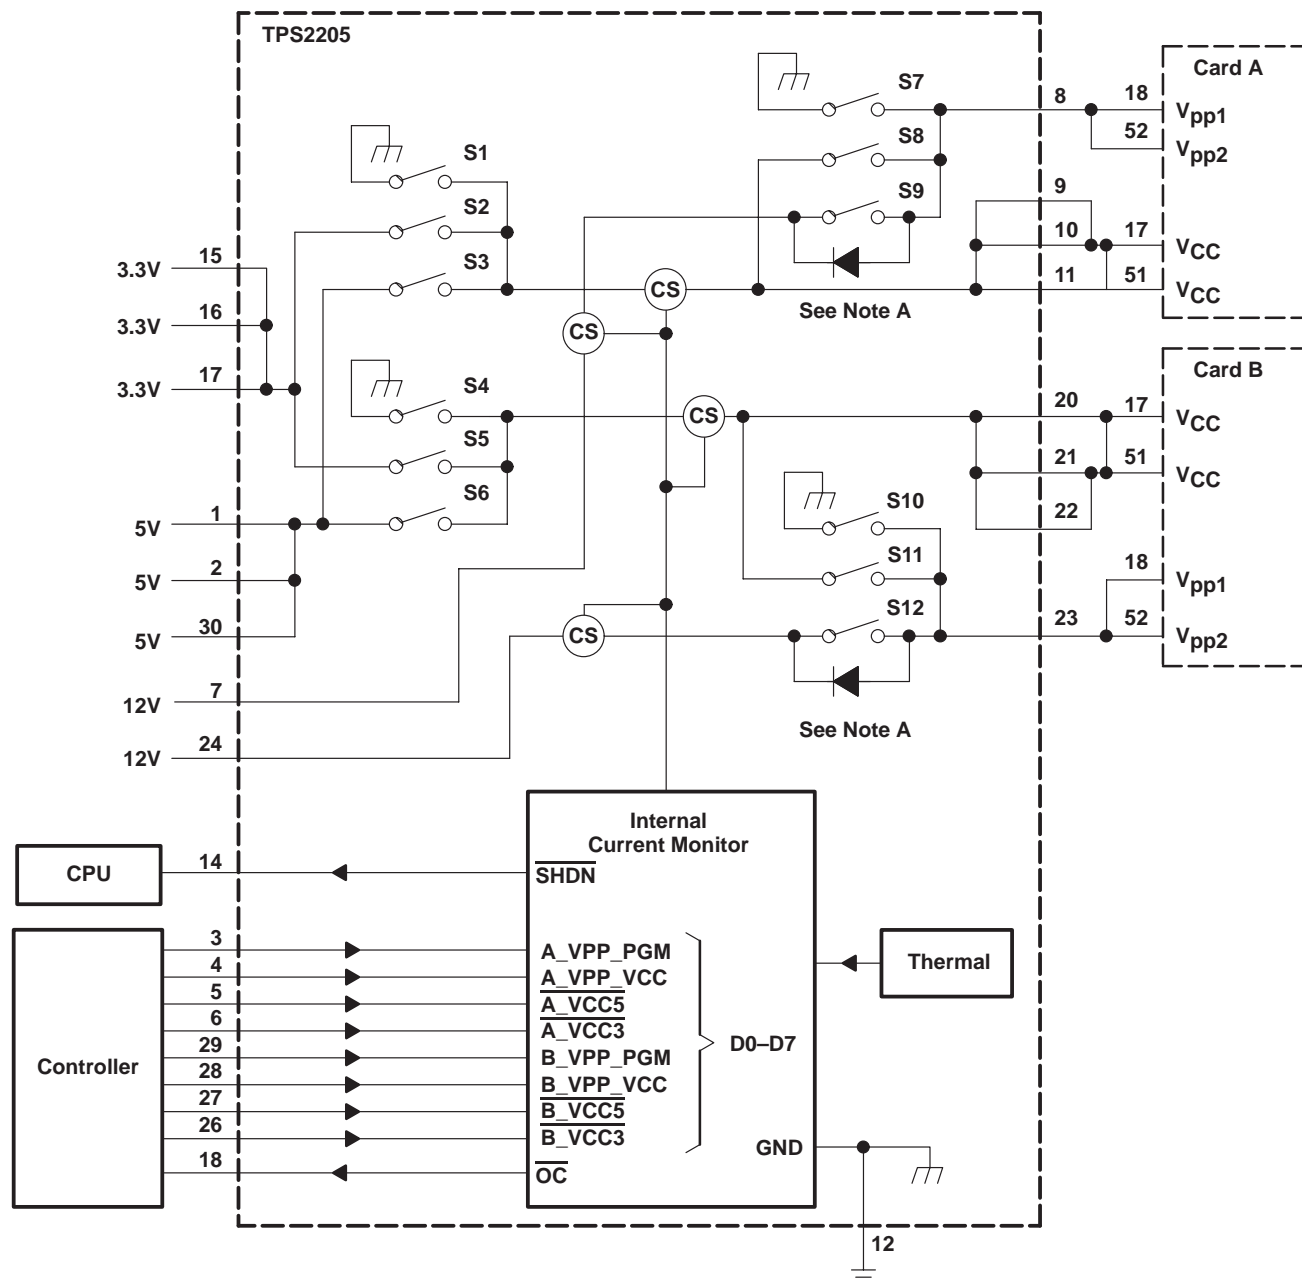 TPS2205
Card A
S7
8
18
Vpp1
52
Vpp2
S8
S1
S9
9
S2
10
17
VCC
S3
CS
11
51
VCC
See Note A
3.3V
15
3.3V
16
CS
3.3V
17
Card B
S4
CS
20
17
VCC
S5
21
51
VCC
S6
22
5V
1
S10
5V
2
S11
18
Vpp1
5V
30
CS
S12
23
52
Vpp2
12V
7
See Note A
12V
24
Internal
Current Monitor
CPU
14
SHDN
Controller
3
A_VPP_PGM
4
A_VPP_VCC
5
A_VCC5
6
A_VCC3
29
B_VPP_PGM
28
B_VPP_VCC
27
B_VCC5
26
B_VCC3
18
OC
D0–D7
Thermal
GND
12